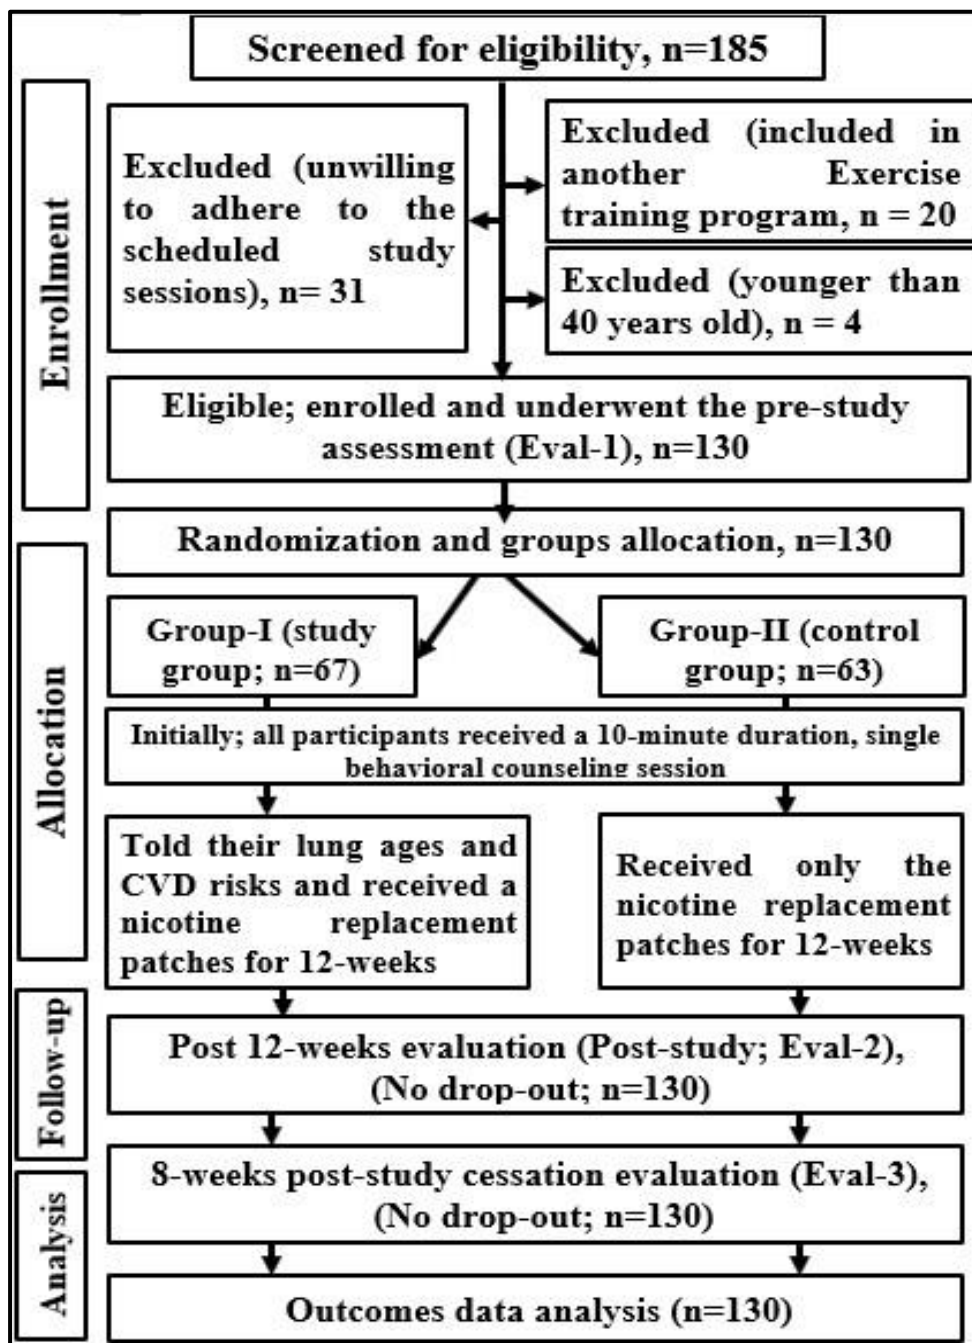 Screened for eligibility, n=185
Enrollment
Excluded (unwilling
to adhere to the
scheduled study
sessions), n= 31
Excluded (included in
another Exercise
training program, n = 20
Excluded (younger than
40 years old), n = 4
Eligible; enrolled and underwent the pre-study
assessment (Eval-1), n=130
Allocation
Randomization and groups allocation, n=130
Group-I (study
group; n=67)
Group-II (control
group; n=63)
Initially; all participants received a 10-minute duration, single
behavioral counseling session
Told their lung ages and
CVD risks and received a
nicotine replacement
patches for 12-weeks
Received only the
nicotine replacement
patches for 12-weeks
Follow-up
Post 12-weeks evaluation (Post-study; Eval-2),
(No drop-out; n=130)
Analysis
8-weeks post-study cessation evaluation (Eval-3),
(No drop-out; n=130)
Outcomes data analysis (n=130)